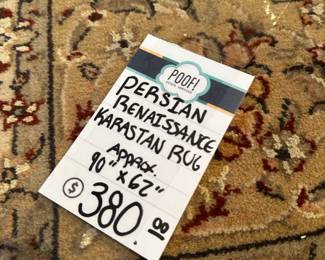 POOF!
PERSIAN
RENAISSANCE
KARASTAN RUG
APPROX.
90" x 62"
$ 380.00